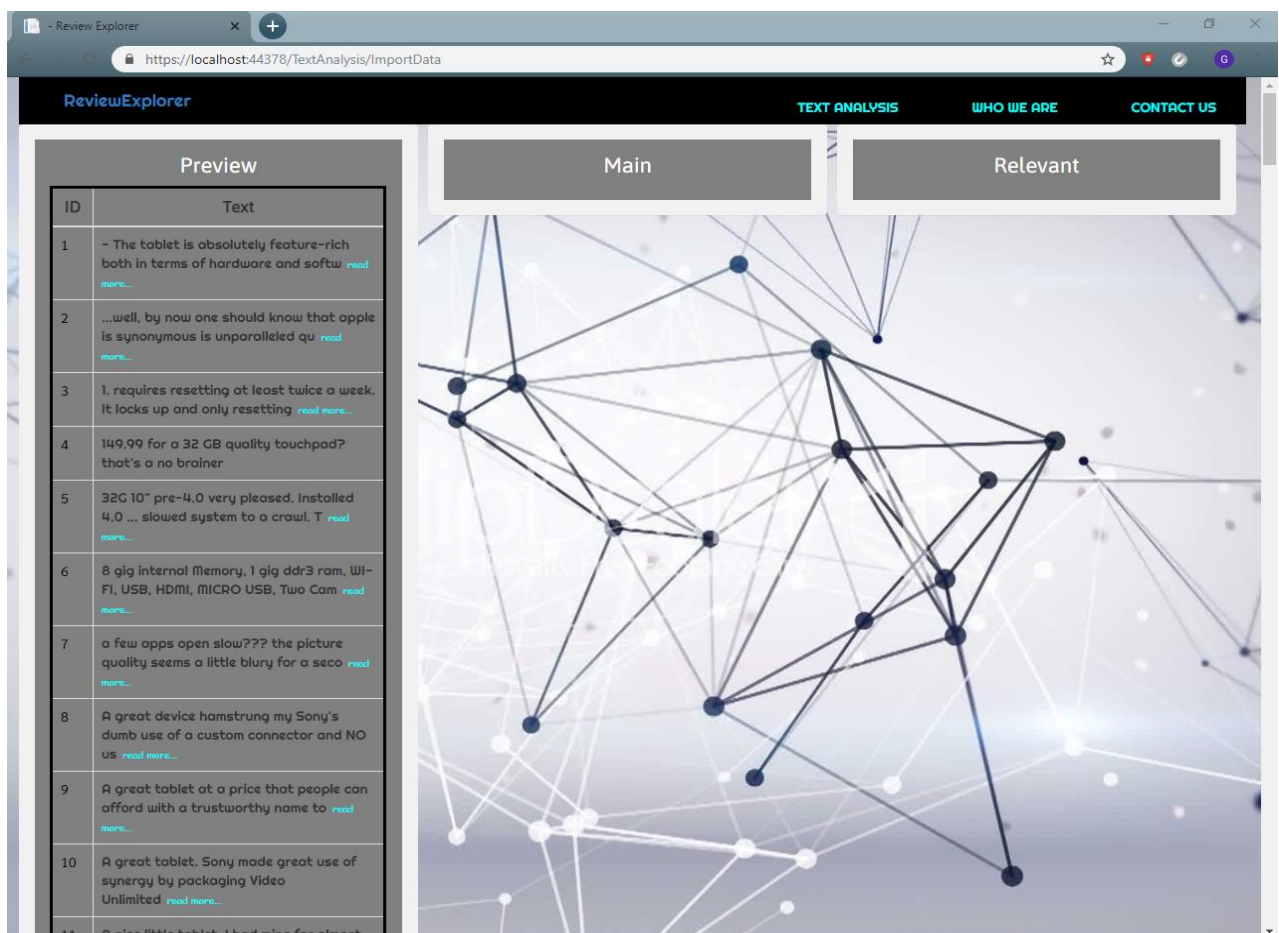 - Review Explorer
https://localhost:44378/TextAnalysis/ImportData
G
ReviewExplorer
TEXT ANALYSIS WHO WE ARE CONTACT US
Preview
Main
Relevant
ID Text
1 - The tablet is absolutely feature-rich
both in terms of hardware and softw read
more...
2 ...well, by now one should know that apple
is synonymous is unparalleled qu read
more...
3 1. requires resetting at least twice a week.
It locks up and only resetting read more...
4 149.99 for a 32 GB quality touchpad?
that's a no brainer
5 32G 10" pre-4.0 very pleased. Installed
4.0 ... slowed system to a crawl. T read
more...
6 8 gig internal Memory, 1 gig ddr3 ram, WI-
FI, USB, HDMI, MICRO USB, Two Cam read
more...
7 a few apps open slow??? the picture
quality seems a little blury for a seco read
more...
8 A great device hamstrung my Sony's
dumb use of a custom connector and NO
us read more...
9 A great tablet at a price that people can
afford with a trustworthy name to read
more...
10 A great tablet. Sony made great use of
synergy by packaging Video
Unlimited read more...